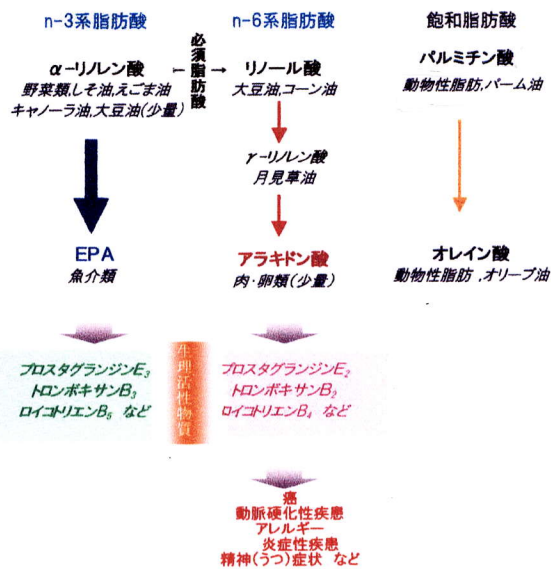 n-3系脂肪酸
n-6系脂肪酸
飽和脂肪酸
α-リノレン酸
野菜類,しそ油,えごま油
キャノーラ油,大豆油(少量)
必須脂肪酸
リノール酸
大豆油,コーン油
パルミチン酸
動物性脂肪,パーム油
γ-リノレン酸
月見草油
EPA
魚介類
アラキドン酸
肉・卵類(少量)
オレイン酸
動物性脂肪,オリーブ油
プロスタグランジンE3
トロンボキサンB3
ロイコトリエンB5 など
生理活性物質
プロスタグランジンE2
トロンボキサンB2
ロイコトリエンB4 など
癌
動脈硬化性疾患
アレルギー
炎症性疾患
精神(うつ)症状 など